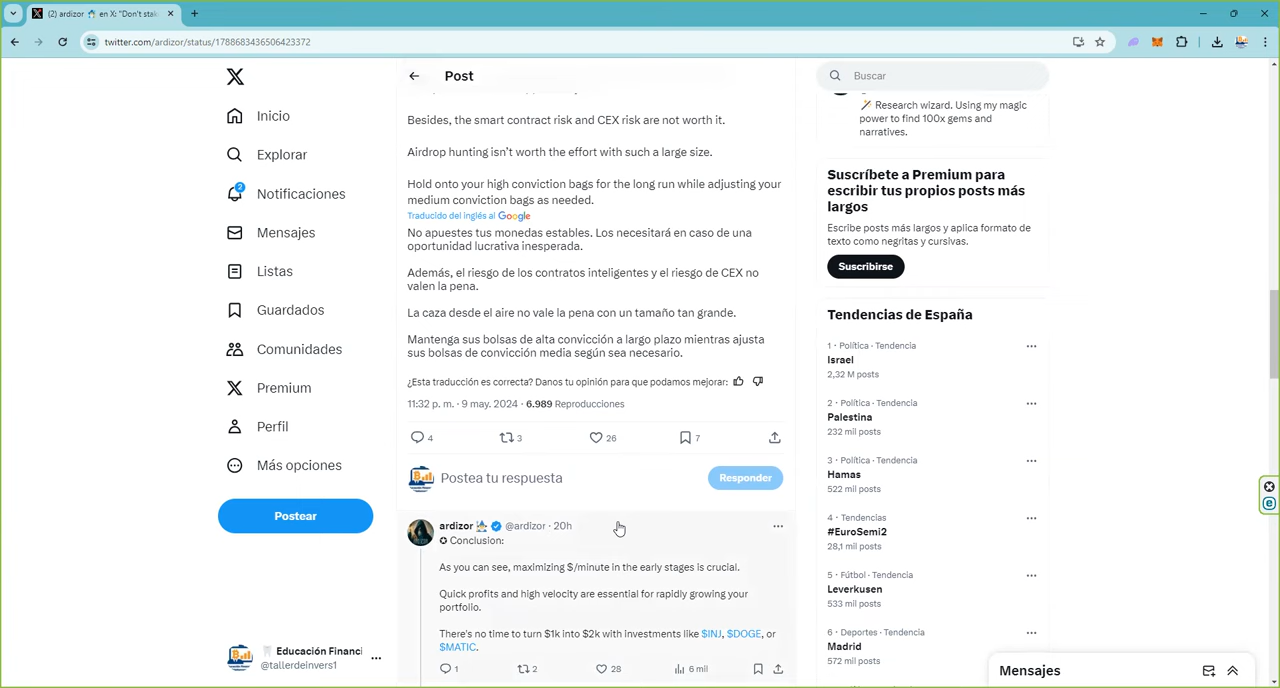 (2) ardizor en X: "Don't stak
twitter.com/ardizor/status/1788683436506423372
Inicio
Explorar
2
Notificaciones
Mensajes
Listas
Guardados
Comunidades
Premium
Perfil
Más opciones
Postear
Educación Financi
@tallerdeinvers1
Post
Besides, the smart contract risk and CEX risk are not worth it.
Airdrop hunting isn't worth the effort with such a large size.
Hold onto your high conviction bags for the long run while adjusting your
medium conviction bags as needed.
Traducido del inglés al Google
No apuestes tus monedas estables. Los necesitará en caso de una
oportunidad lucrativa inesperada.
Además, el riesgo de los contratos inteligentes y el riesgo de CEX no
valen la pena.
La caza desde el aire no vale la pena con un tamaño tan grande.
Mantenga sus bolsas de alta convicción a largo plazo mientras ajusta
sus bolsas de convicción media según sea necesario.
¿Esta traducción es correcta? Danos tu opinión para que podamos mejorar:
11:32 p. m. · 9 may. 2024 · 6.989 Reproducciones
4 3 26 7
Postea tu respuesta
Responder
ardizor @ardizor · 20h
✪ Conclusion:
As you can see, maximizing $/minute in the early stages is crucial.
Quick profits and high velocity are essential for rapidly growing your
portfolio.
There's no time to turn $1k into $2k with investments like $INJ, $DOGE, or
$MATIC.
1 2 28 6 mil
Buscar
Research wizard. Using my magic
power to find 100x gems and
narratives.
Suscríbete a Premium para
escribir tus propios posts más
largos
Escribe posts más largos y aplica formato de
texto como negritas y cursivas.
Suscribirse
Tendencias de España
1 · Política · Tendencia
Israel
2,32 M posts
2 · Política · Tendencia
Palestina
232 mil posts
3 · Política · Tendencia
Hamas
522 mil posts
4 · Tendencias
#EuroSemi2
28,1 mil posts
5 · Fútbol · Tendencia
Leverkusen
533 mil posts
6 · Deportes · Tendencia
Madrid
572 mil posts
Mensajes